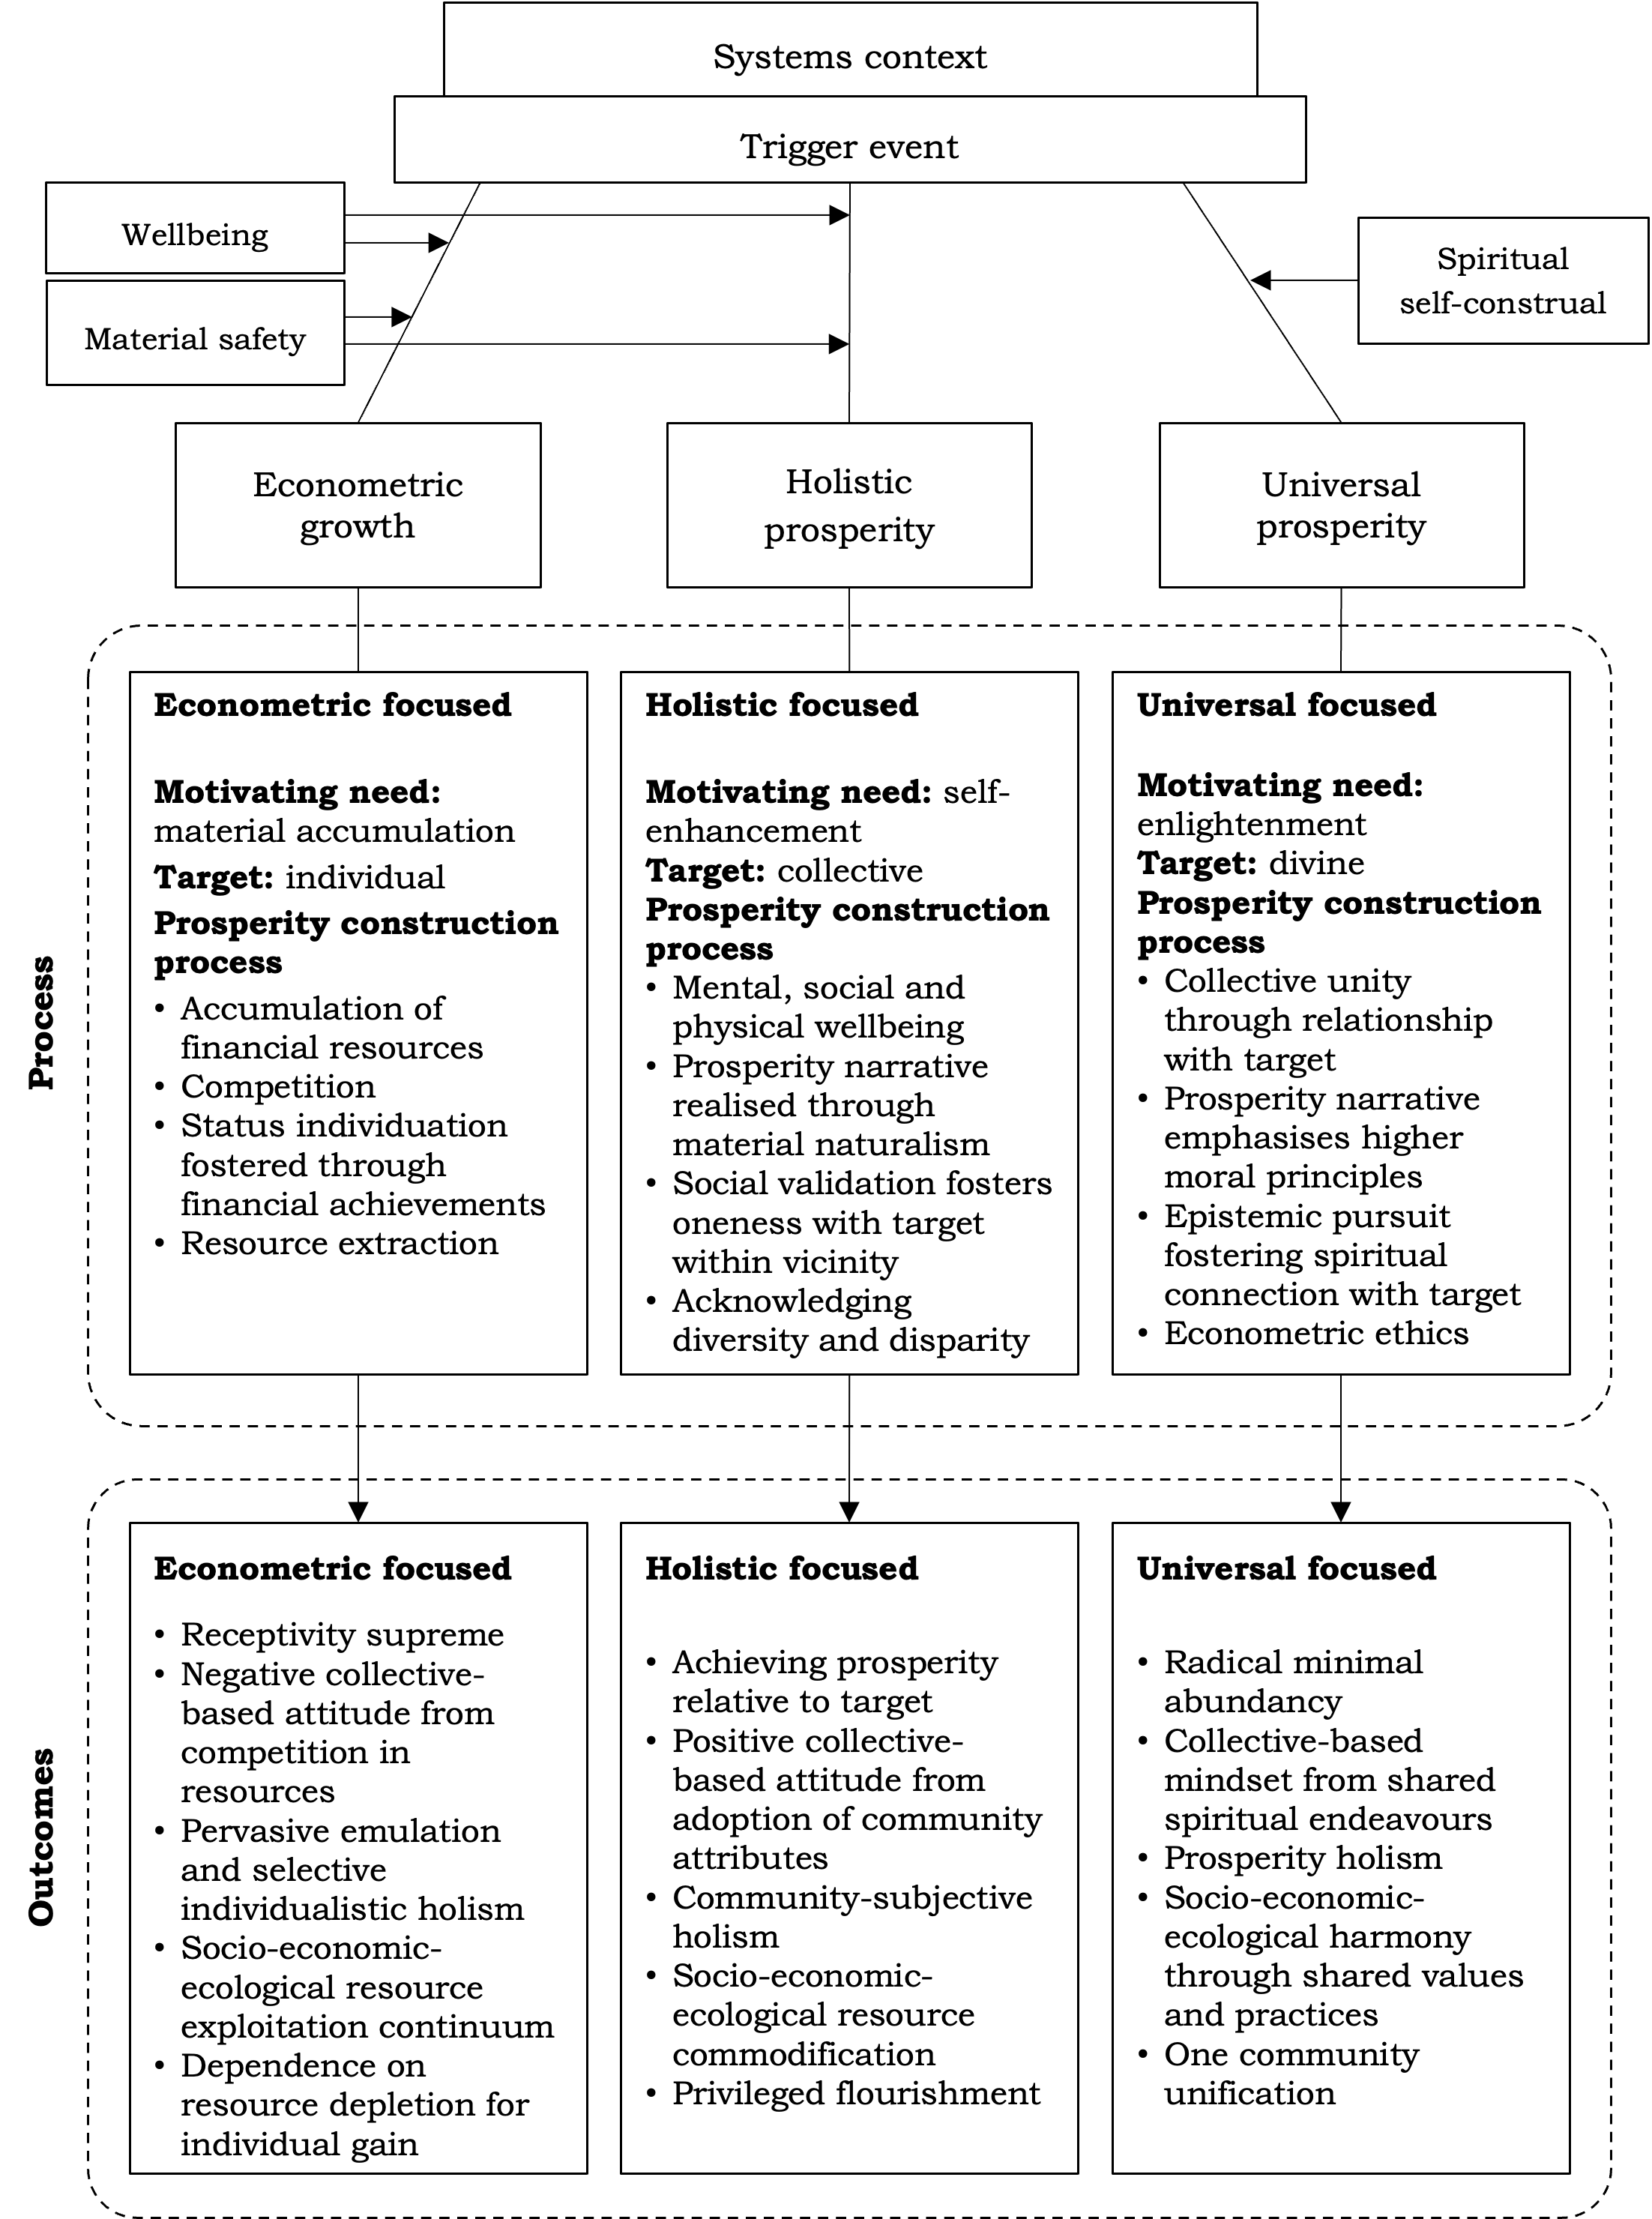 Systems context
Trigger event
Wellbeing
Material safety
Spiritual
self-construal
Econometric
growth
Holistic
prosperity
Universal
prosperity
Process
Econometric focused
Motivating need:
material accumulation
Target: individual
Prosperity construction
process
• Accumulation of
financial resources
• Competition
• Status individuation
fostered through
financial achievements
• Resource extraction
Holistic focused
Motivating need: self-
enhancement
Target: collective
Prosperity construction
process
• Mental, social and
physical wellbeing
• Prosperity narrative
realised through
material naturalism
• Social validation fosters
oneness with target
within vicinity
• Acknowledging
diversity and disparity
Universal focused
Motivating need:
enlightenment
Target: divine
Prosperity construction
process
• Collective unity
through relationship
with target
• Prosperity narrative
emphasises higher
moral principles
• Epistemic pursuit
fostering spiritual
connection with target
• Econometric ethics
Outcomes
Econometric focused
• Receptivity supreme
• Negative collective-
based attitude from
competition in
resources
• Pervasive emulation
and selective
individualistic holism
• Socio-economic-
ecological resource
exploitation continuum
• Dependence on
resource depletion for
individual gain
Holistic focused
• Achieving prosperity
relative to target
• Positive collective-
based attitude from
adoption of community
attributes
• Community-subjective
holism
• Socio-economic-
ecological resource
commodification
• Privileged flourishment
Universal focused
• Radical minimal
abundancy
• Collective-based
mindset from shared
spiritual endeavours
• Prosperity holism
• Socio-economic-
ecological harmony
through shared values
and practices
• One community
unification